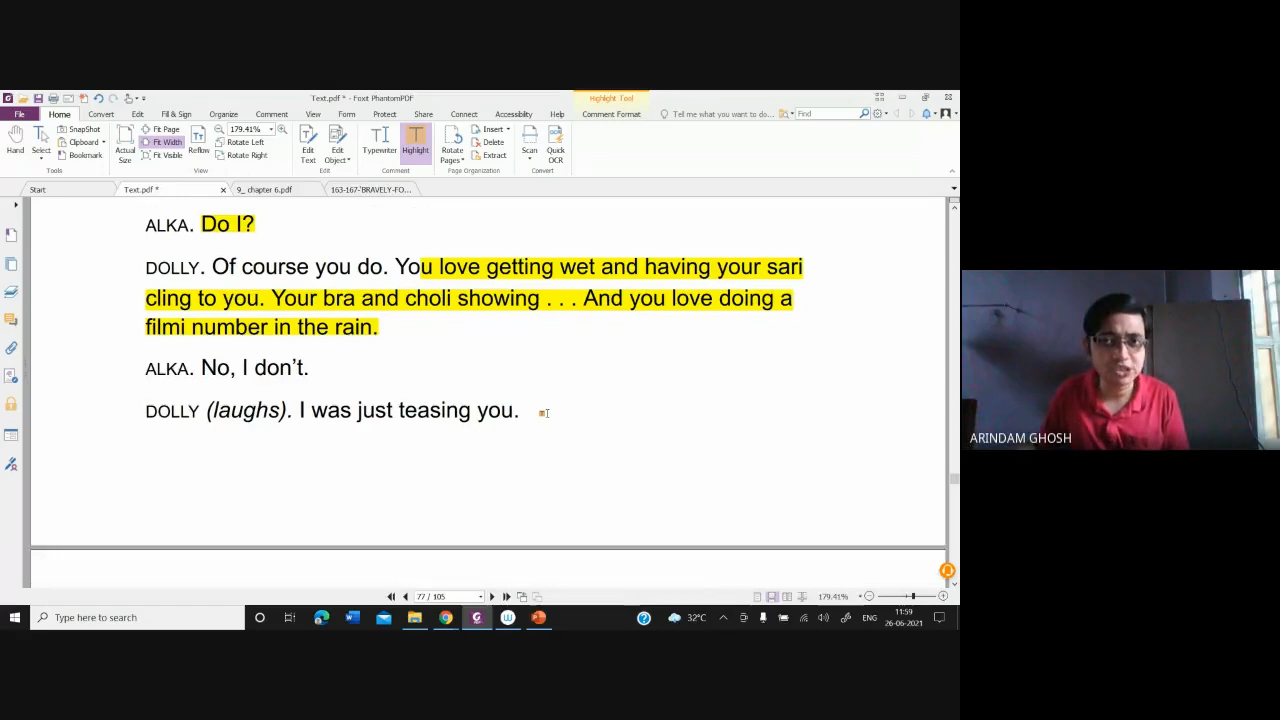 Text.pdf * - Foxit PhantomPDF
Highlight Tool
File Home Convert Edit Fill & Sign Organize Comment View Form Protect Share Connect Accessibility Help Comment Format Tell me what you want to do... Find
SnapShot
Clipboard
Bookmark
Hand Select
Actual Size
Fit Page
Fit Width
Fit Visible
Reflow
179.41%
Rotate Left
Rotate Right
Edit Text
Edit Object
Typewriter
Highlight
Rotate Pages
Insert
Delete
Extract
Scan
Quick OCR
Tools View Edit Comment Page Organization Convert
Start Text.pdf * 9_ chapter 6.pdf 163-167-'BRAVELY-FO...
ALKA. Do I?
DOLLY. Of course you do. You love getting wet and having your sari
cling to you. Your bra and choli showing . . . And you love doing a
filmi number in the rain.
ALKA. No, I don't.
DOLLY (laughs). I was just teasing you.
ARINDAM GHOSH
77 / 105
179.41%
Type here to search
32°C
ENG
11:59
26-06-2021